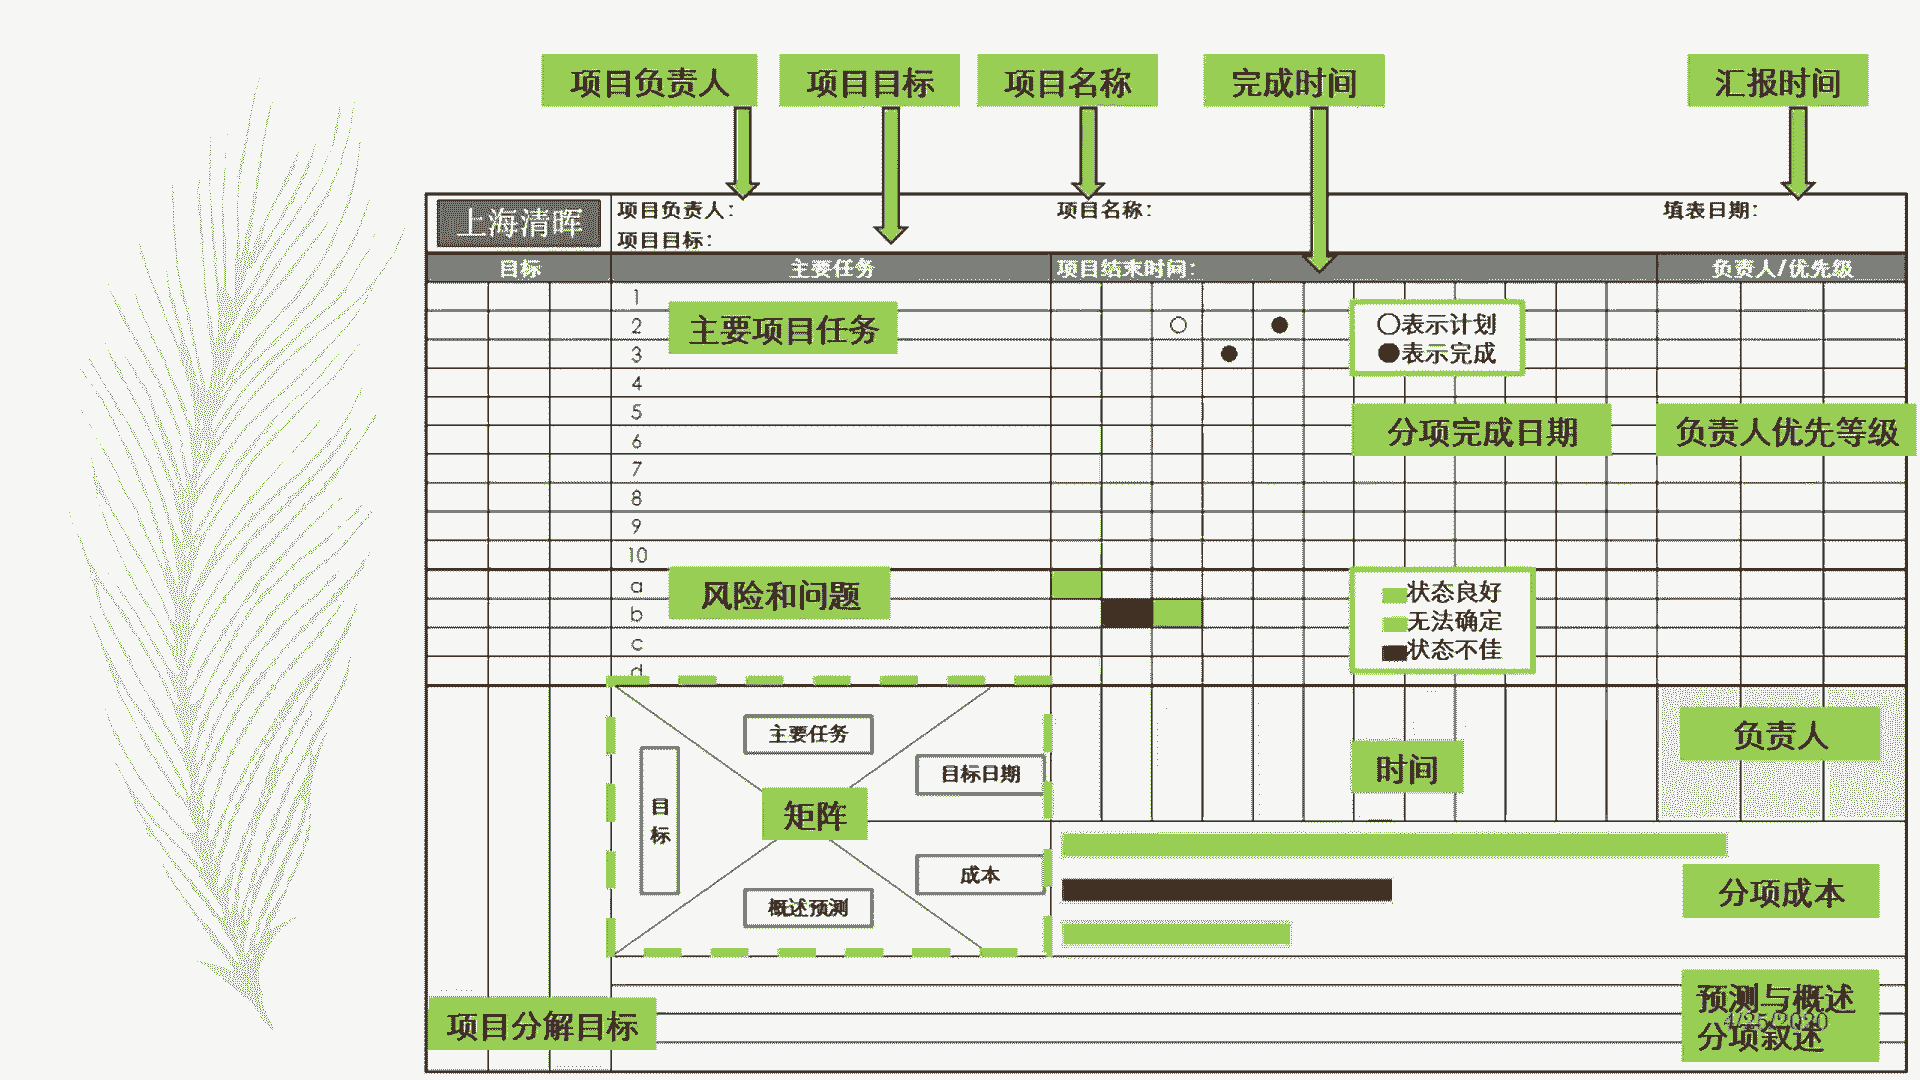 项目负责人
项目目标
项目名称
完成时间
汇报时间
上海清晖
项目负责人：
项目名称：
填表日期：
项目目标：
目标
主要任务
项目结束时间：
负责人/优先级
1
2
3
4
5
6
7
8
9
10
主要项目任务
○表示计划
●表示完成
分项完成日期
负责人优先等级
a
b
c
d
风险和问题
状态良好
无法确定
状态不佳
主要任务
目标日期
目标
矩阵
成本
概述预测
时间
负责人
分项成本
项目分解目标
预测与概述
4/25/2020
分项叙述